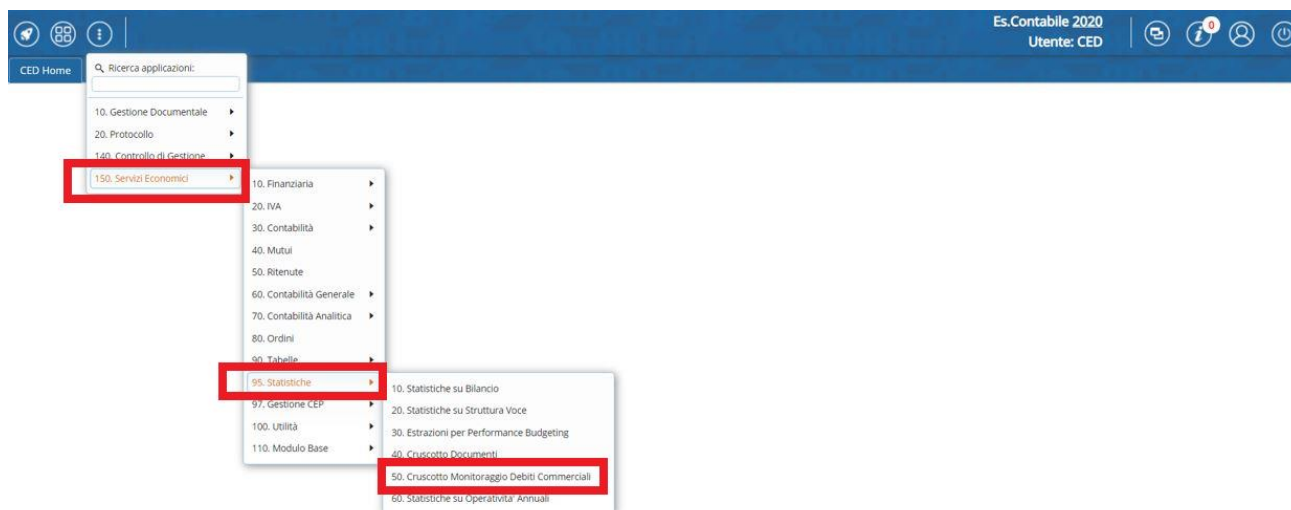 Es.Contabile 2020
Utente: CED
0
CED Home
Ricerca applicazioni:
10. Gestione Documentale
20. Protocollo
140. Controllo di Gestione
150. Servizi Economici
10. Finanziaria
20. IVA
30. Contabilità
40. Mutui
50. Ritenute
60. Contabilità Generale
70. Contabilità Analitica
80. Ordini
90. Tabelle
95. Statistiche
97. Gestione CEP
100. Utilità
110. Modulo Base
10. Statistiche su Bilancio
20. Statistiche su Struttura Voce
30. Estrazioni per Performance Budgeting
40. Cruscotto Documenti
50. Cruscotto Monitoraggio Debiti Commerciali
60. Statistiche su Operativita' Annuali